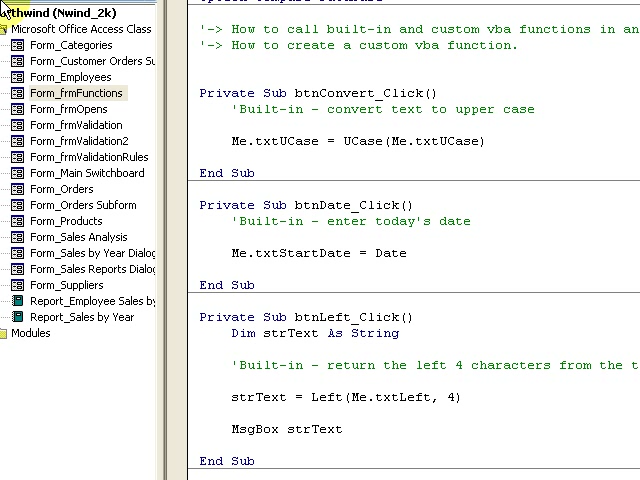 rthwind (Nwind_2k)
Microsoft Office Access Class
Form_Categories
Form_Customer Orders Su
Form_Employees
Form_frmFunctions
Form_frmOpens
Form_frmValidation
Form_frmValidation2
Form_frmValidationRules
Form_Main Switchboard
Form_Orders
Form_Orders Subform
Form_Products
Form_Sales Analysis
Form_Sales by Year Dialog
Form_Sales Reports Dialog
Form_Suppliers
Report_Employee Sales by
Report_Sales by Year
Modules
'-> How to call built-in and custom vba functions in an
'-> How to create a custom vba function.
Private Sub btnConvert_Click()
'Built-in - convert text to upper case
Me.txtUCase = UCase(Me.txtUCase)
End Sub
Private Sub btnDate_Click()
'Built-in - enter today's date
Me.txtStartDate = Date
End Sub
Private Sub btnLeft_Click()
Dim strText As String
'Built-in - return the left 4 characters from the t
strText = Left(Me.txtLeft, 4)
MsgBox strText
End Sub